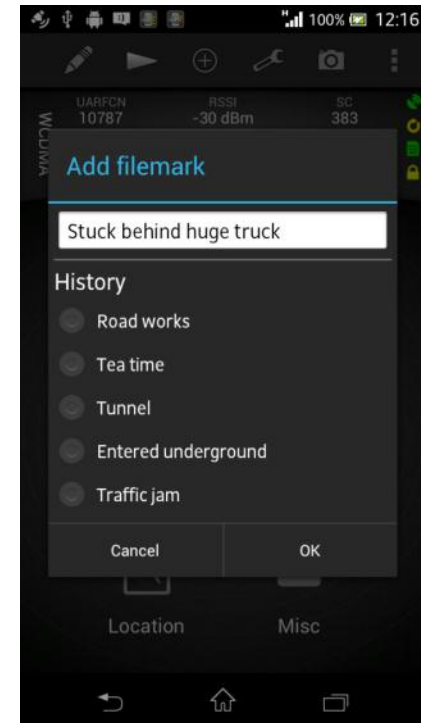 100% 12:16
UARFCN RSSI SC
WCDMA 10787 -30 dBm 383
Add filemark
Stuck behind huge truck
History
Road works
Tea time
Tunnel
Entered underground
Traffic jam
Cancel OK
Location Misc